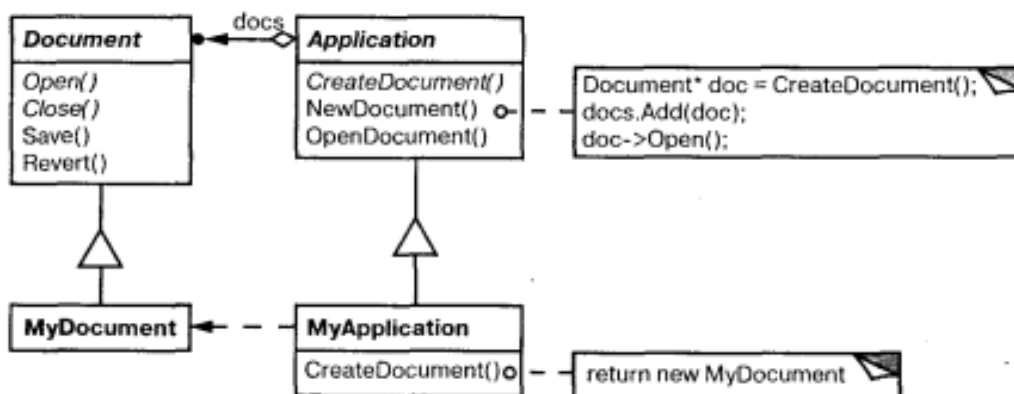 docs
Document
Application
Open()
Close()
Save()
Revert()
CreateDocument()
NewDocument()
OpenDocument()
Document* doc = CreateDocument();
docs.Add(doc);
doc->Open();
MyDocument
MyApplication
CreateDocument()
return new MyDocument